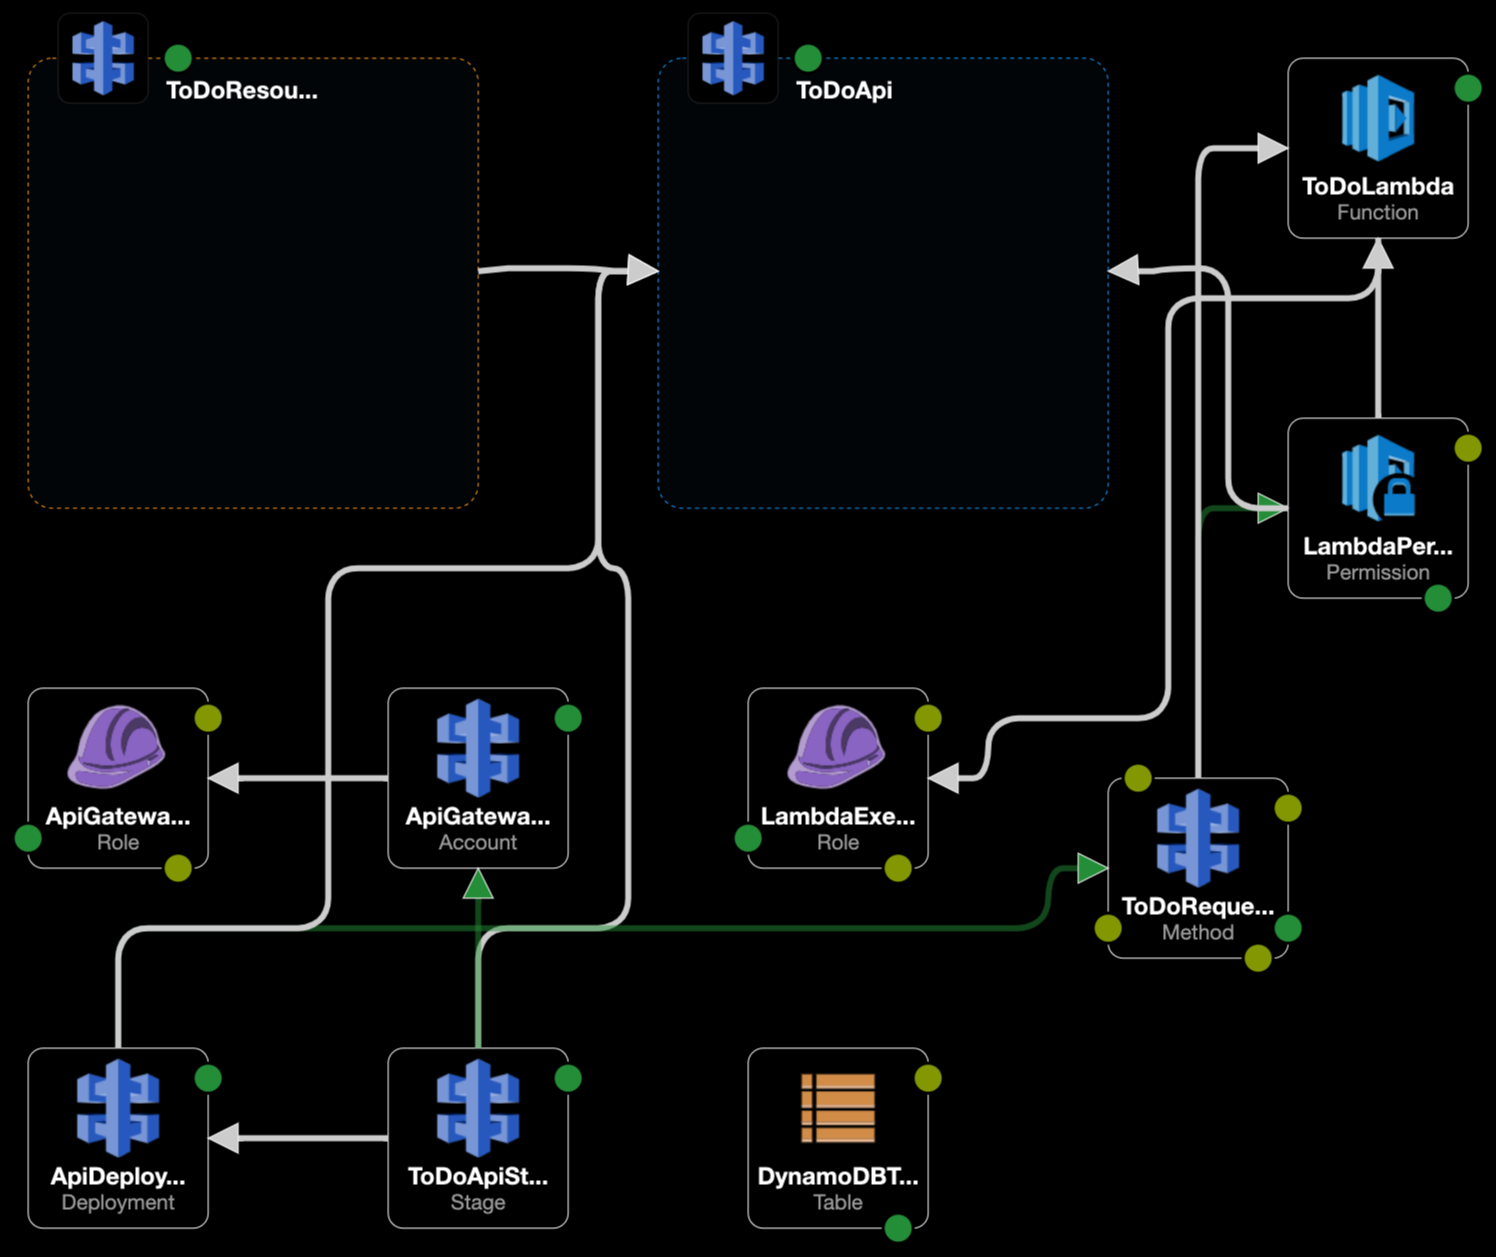 ToDoResou...
ToDoApi
ToDoLambda
Function
LambdaPer...
Permission
ApiGatewa...
Role
ApiGatewa...
Account
LambdaExe...
Role
ToDoReque...
Method
ApiDeploy...
Deployment
ToDoApiSt...
Stage
DynamoDBT...
Table